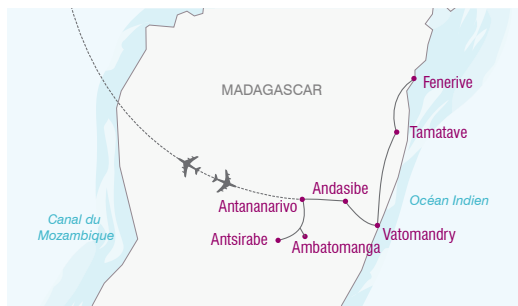 Fenerive
MADAGASCAR
Tamatave
Andasibe
Antananarivo
Océan Indien
Canal du
Mozambique
Antsirabe
Ambatomanga
Vatomandry